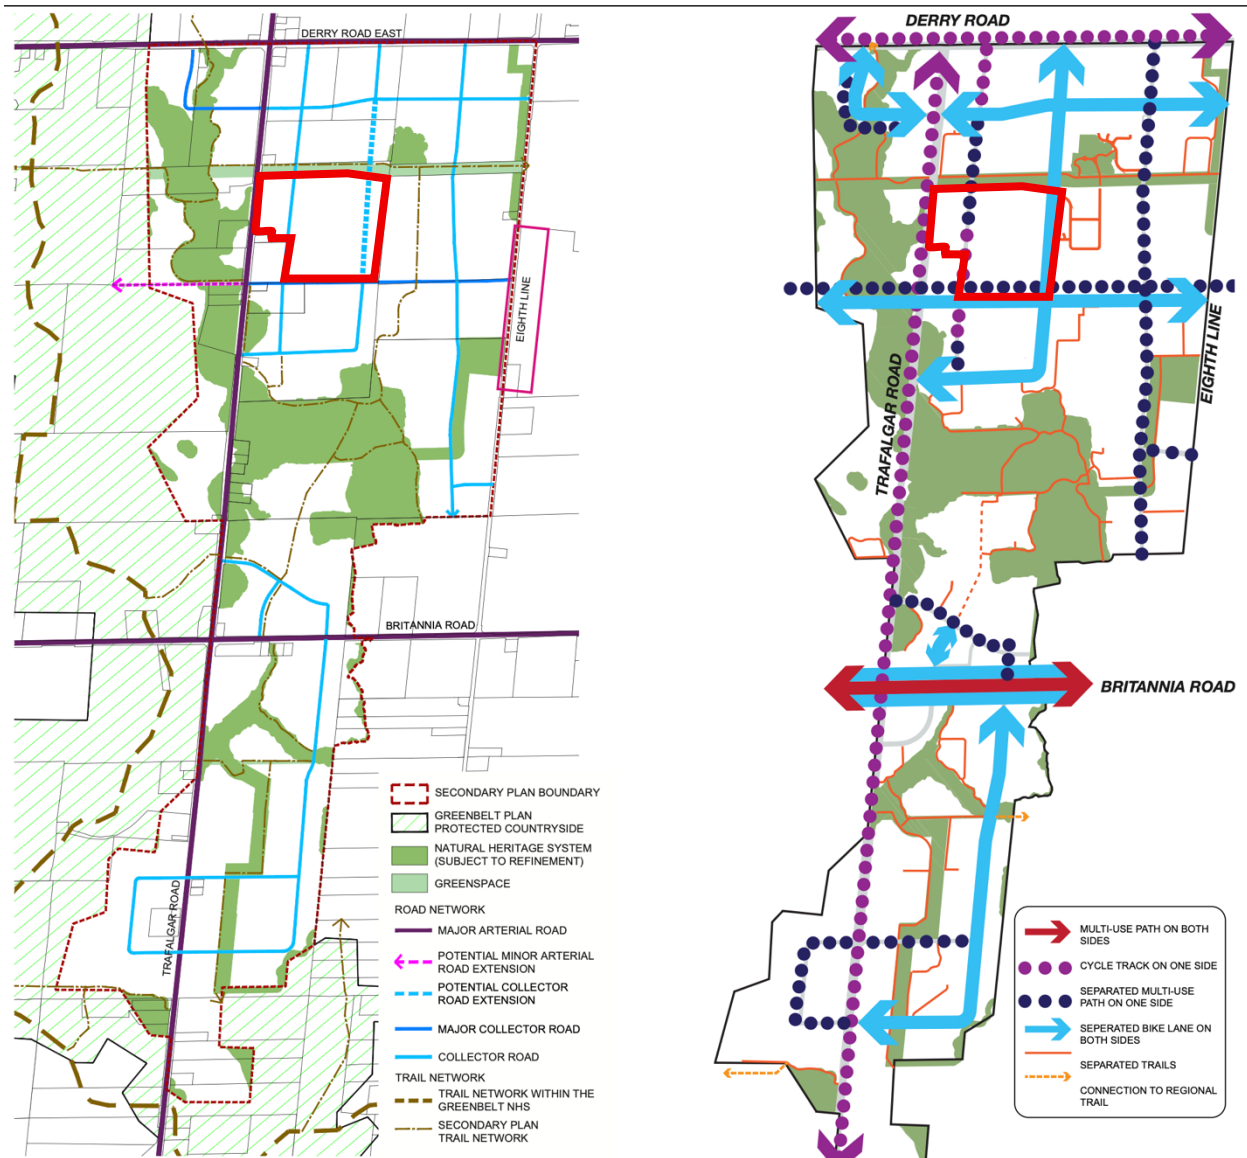 DERRY ROAD EAST
EIGHTH LINE
BRITANNIA ROAD
TRAFALGAR ROAD
SECONDARY PLAN BOUNDARY
GREENBELT PLAN
PROTECTED COUNTRYSIDE
NATURAL HERITAGE SYSTEM
(SUBJECT TO REFINEMENT)
GREENSPACE
ROAD NETWORK
MAJOR ARTERIAL ROAD
POTENTIAL MINOR ARTERIAL
ROAD EXTENSION
POTENTIAL COLLECTOR
ROAD EXTENSION
MAJOR COLLECTOR ROAD
COLLECTOR ROAD
TRAIL NETWORK
TRAIL NETWORK WITHIN THE
GREENBELT NHS
SECONDARY PLAN
TRAIL NETWORK
DERRY ROAD
EIGHTH LINE
TRAFALGAR ROAD
BRITANNIA ROAD
MULTI-USE PATH ON BOTH
SIDES
CYCLE TRACK ON ONE SIDE
SEPARATED MULTI-USE
PATH ON ONE SIDE
SEPERATED BIKE LANE ON
BOTH SIDES
SEPARATED TRAILS
CONNECTION TO REGIONAL
TRAIL